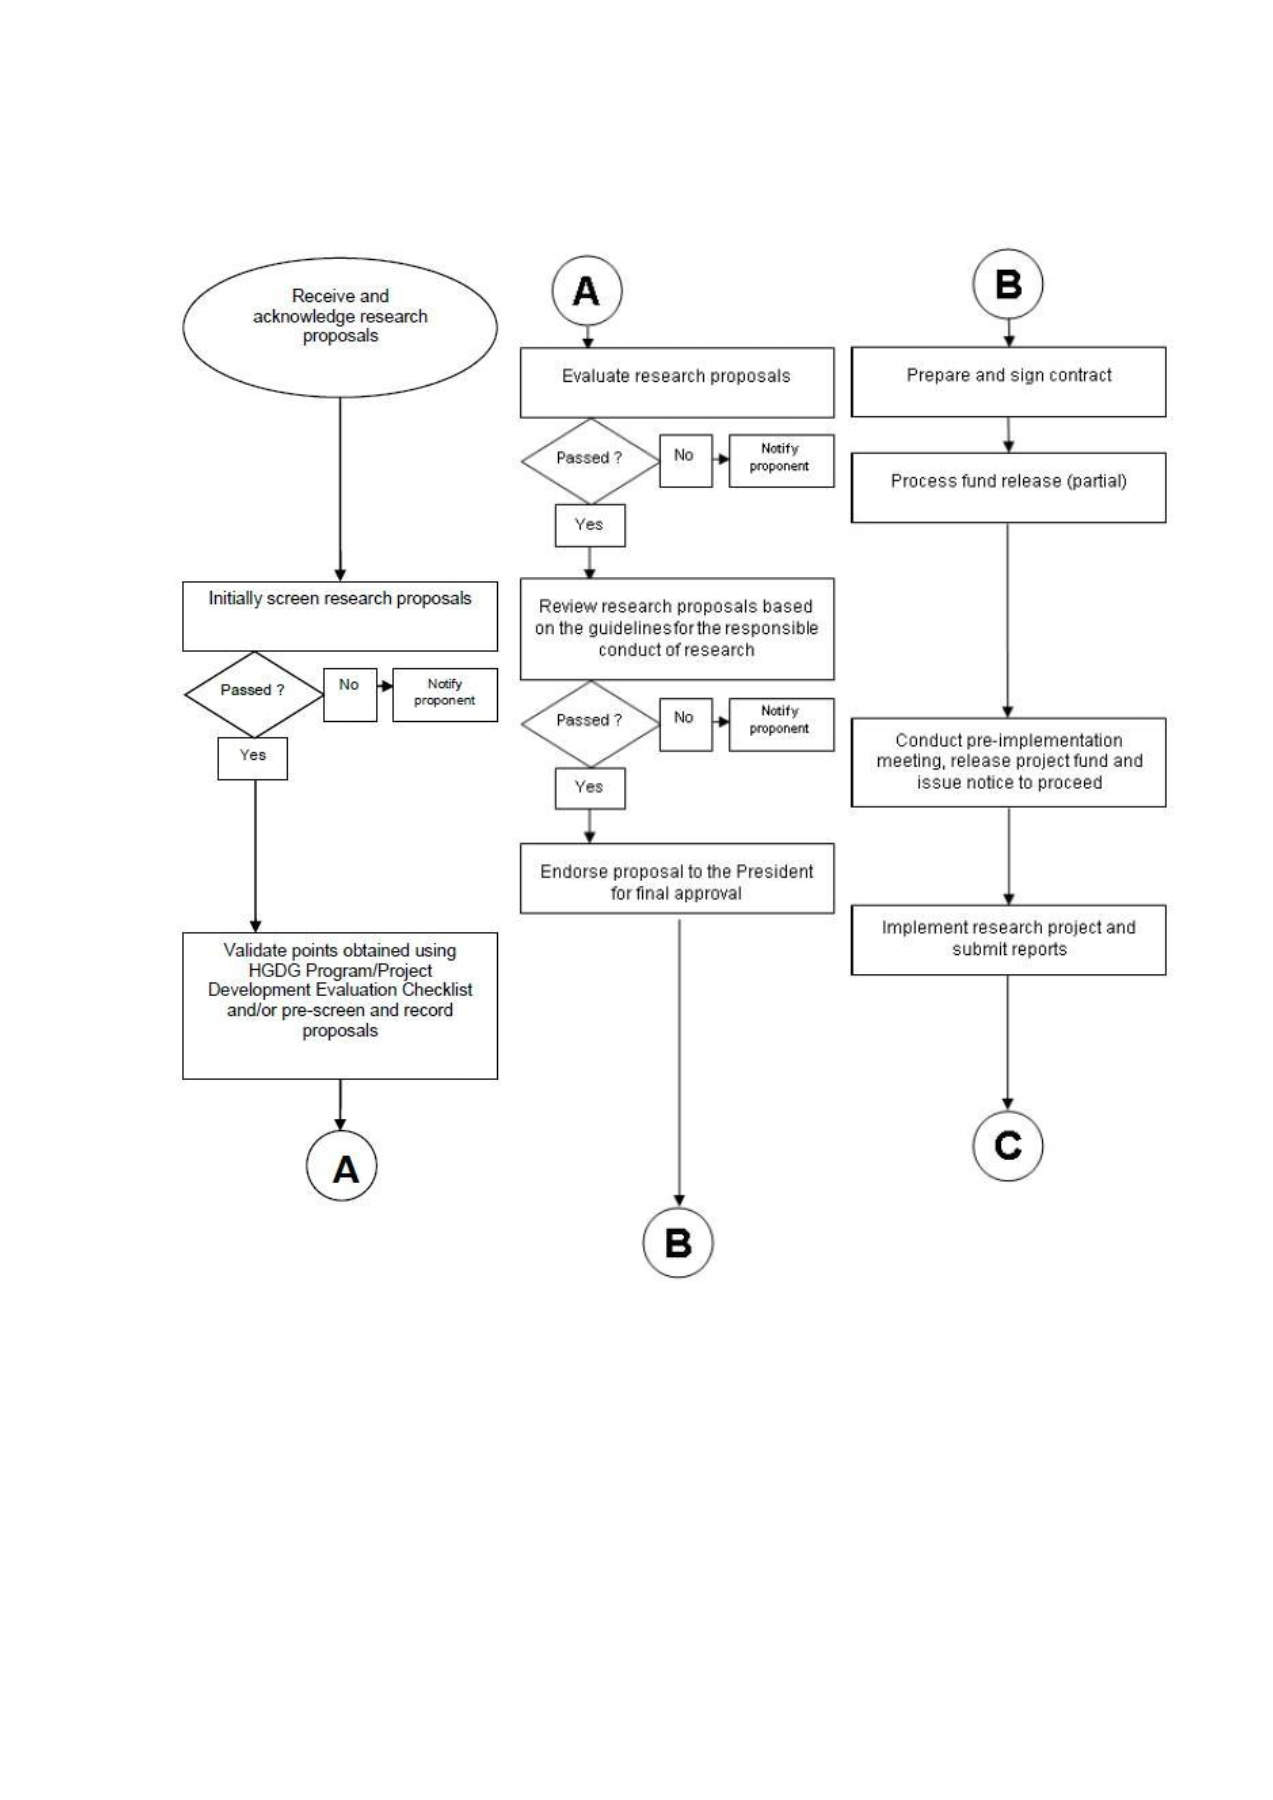 Receive and
acknowledge research
proposals
Initially screen research proposals
Passed ?
No
Notify
proponent
Yes
Validate points obtained using
HGDG Program/Project
Development Evaluation Checklist
and/or pre-screen and record
proposals
A
A
Evaluate research proposals
Passed ?
No
Notify
proponent
Yes
Review research proposals based
on the guidelines for the responsible
conduct of research
Passed ?
No
Notify
proponent
Yes
Endorse proposal to the President
for final approval
B
B
Prepare and sign contract
Process fund release (partial)
Conduct pre-implementation
meeting, release project fund and
issue notice to proceed
Implement research project and
submit reports
C